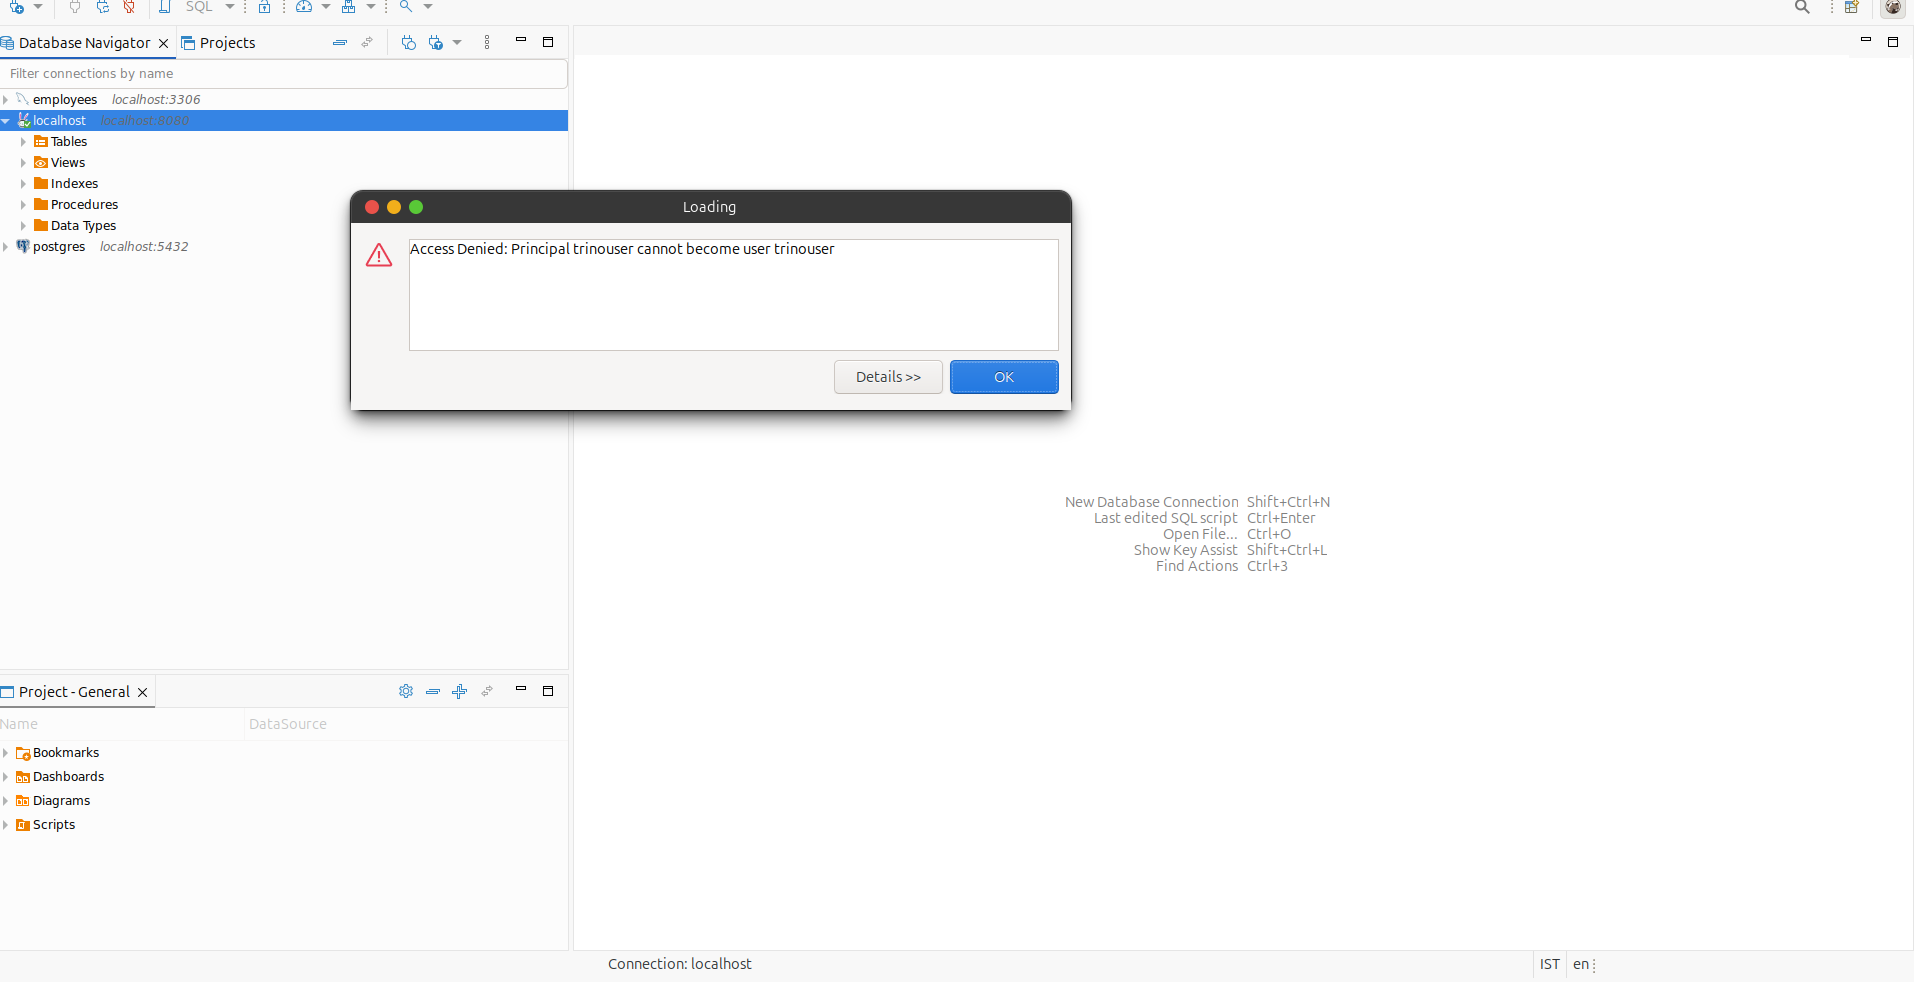 SQL
Database Navigator
Projects
Filter connections by name
employees localhost:3306
localhost localhost:8080
Tables
Views
Indexes
Procedures
Data Types
postgres localhost:5432
Loading
Access Denied: Principal trinouser cannot become user trinouser
Details >>
OK
New Database Connection Shift+Ctrl+N
Last edited SQL script Ctrl+Enter
Open File... Ctrl+O
Show Key Assist Shift+Ctrl+L
Find Actions Ctrl+3
Project - General
Name DataSource
Bookmarks
Dashboards
Diagrams
Scripts
Connection: localhost
IST en